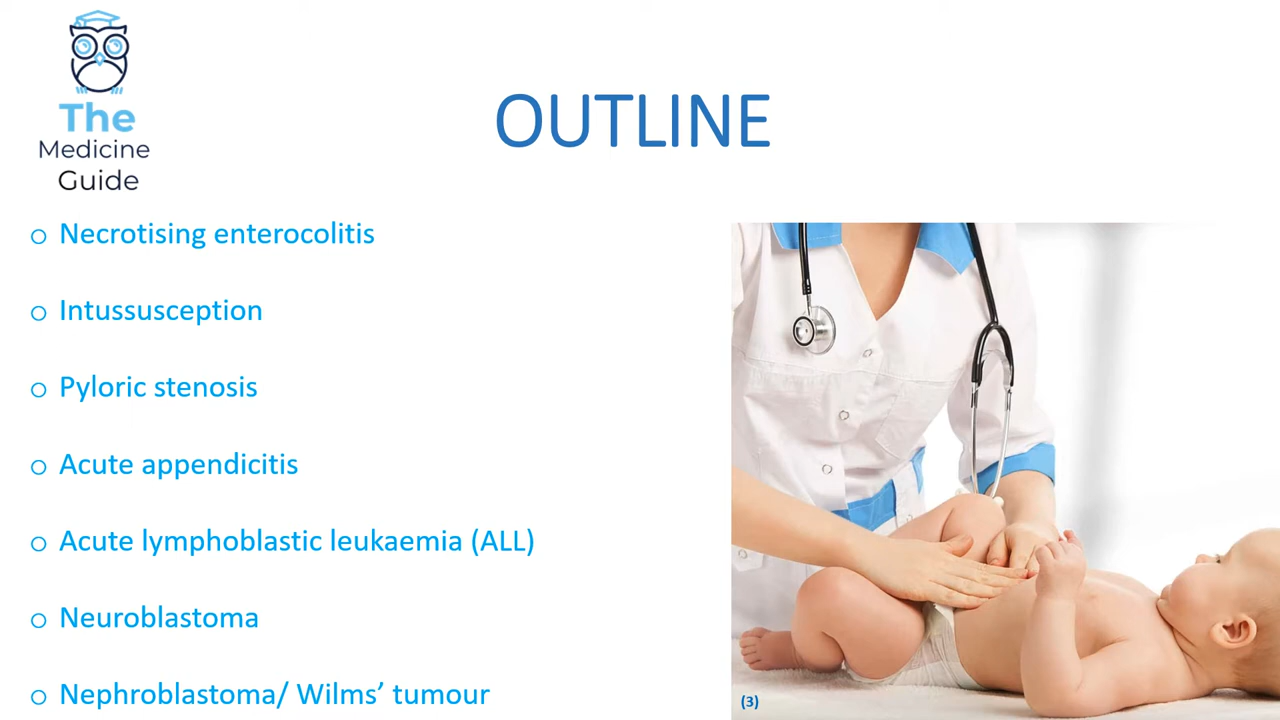 The
Medicine
Guide
OUTLINE
o Necrotising enterocolitis
o Intussusception
o Pyloric stenosis
o Acute appendicitis
o Acute lymphoblastic leukaemia (ALL)
o Neuroblastoma
o Nephroblastoma/ Wilms’ tumour
(3)